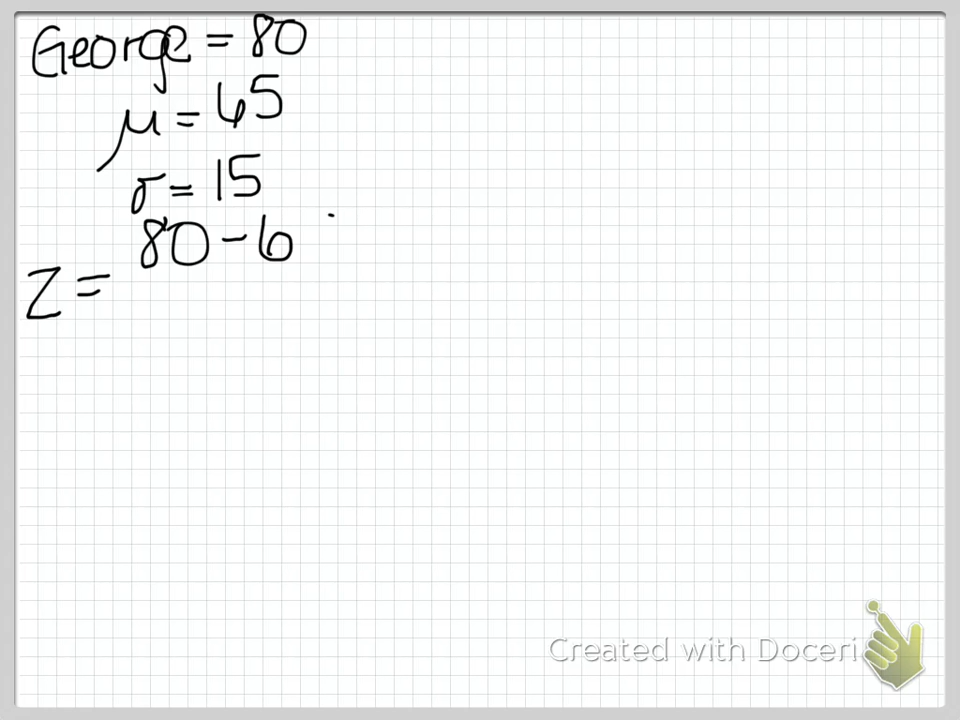 George = 80
μ = 65
σ = 15
80 - 6
Z =
Created with Doceri